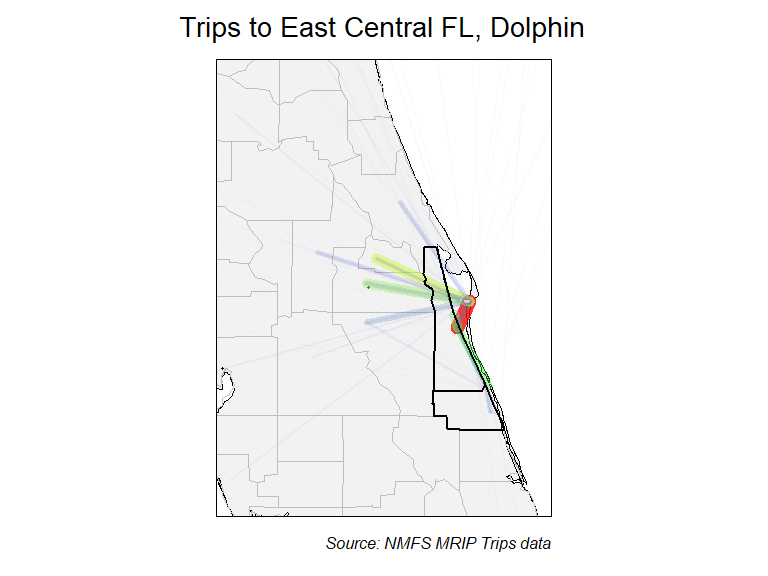 Trips to East Central FL, Dolphin
Source: NMFS MRIP Trips data